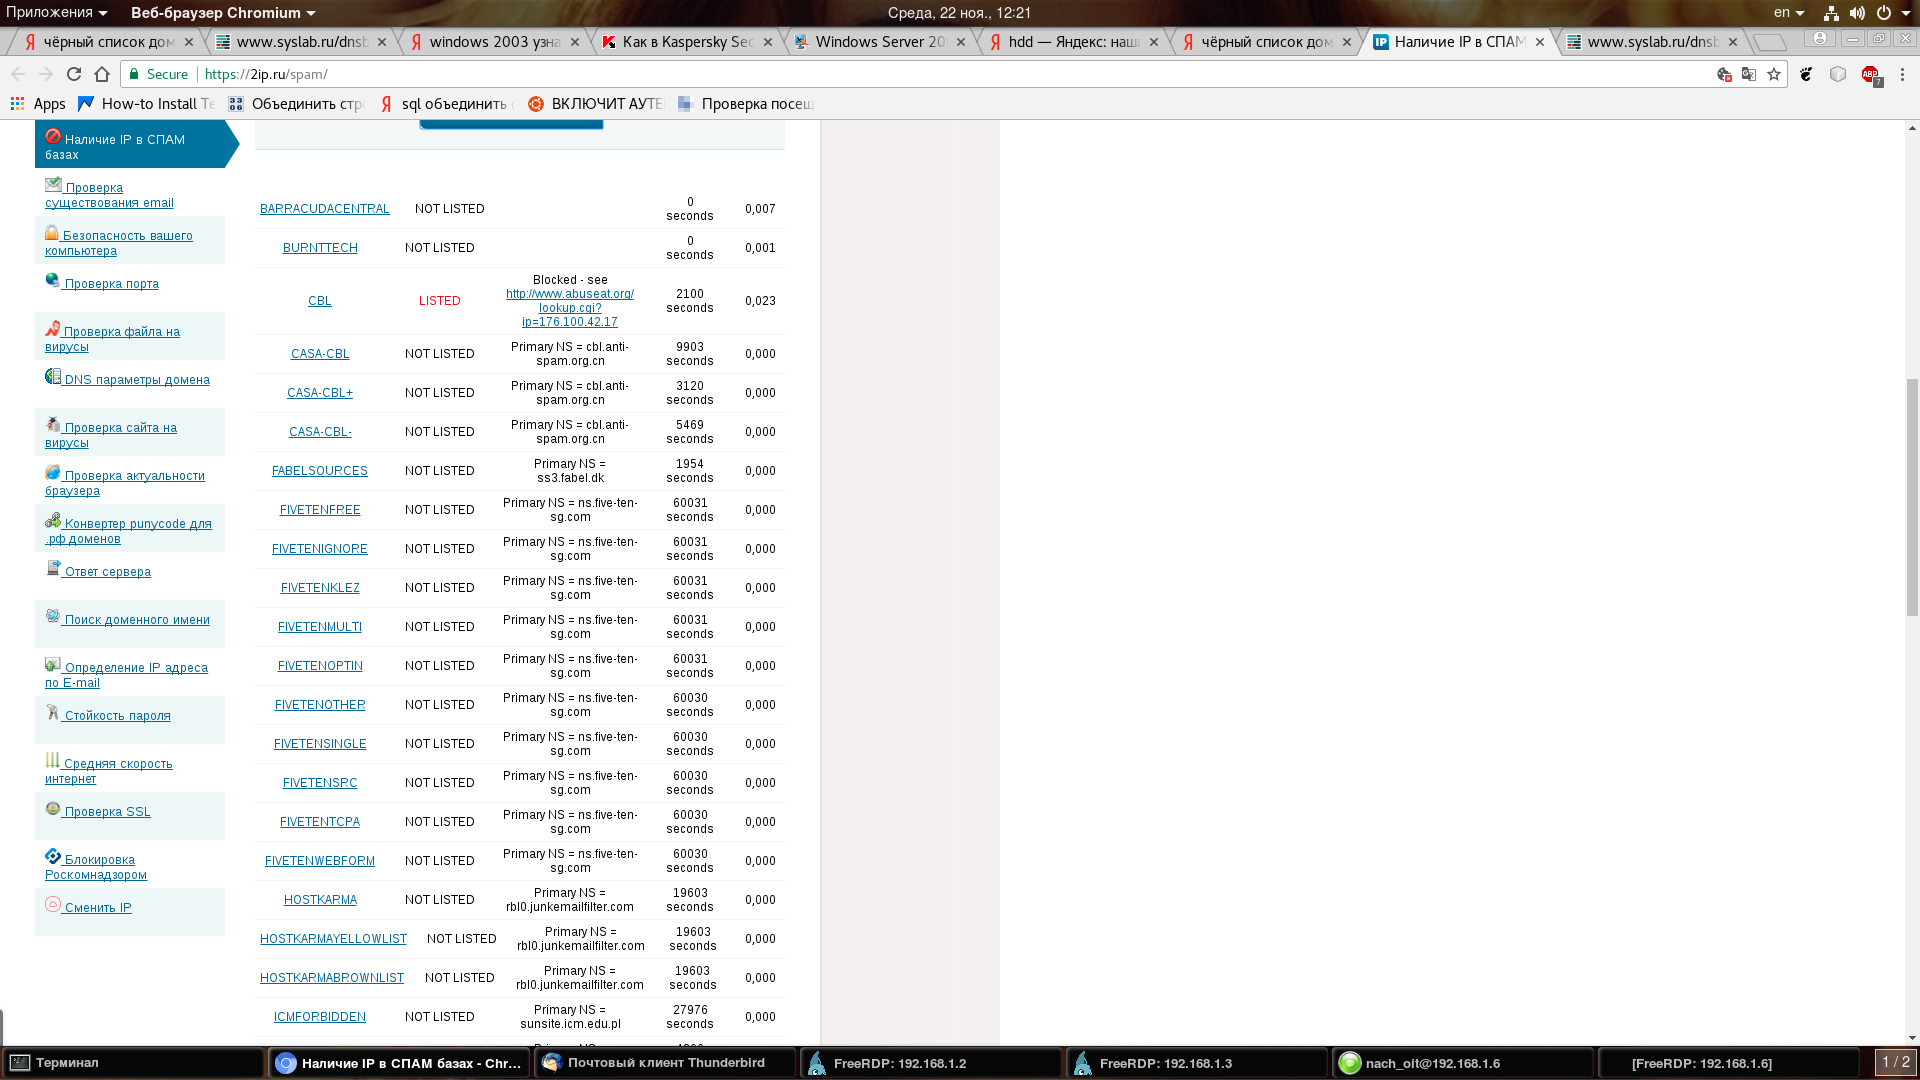 Приложения
Веб-браузер Chromium
Среда, 22 ноя., 12:21
en
чёрный список дом
www.syslab.ru/dnsb
windows 2003 узна
Как в Kaspersky Sec
Windows Server 20
hdd — Яндекс: наш
чёрный список дом
Наличие IP в СПАМ
www.syslab.ru/dnsb
Secure
https://2ip.ru/spam/
ABP
7
Apps
How-to Install Te
Объединить стр
sql объединить
ВКЛЮЧИТ АУТЕ
Проверка посещ
Наличие IP в СПАМ
базах
Проверка
существования email
Безопасность вашего
компьютера
Проверка порта
Проверка файла на
вирусы
DNS параметры домена
Проверка сайта на
вирусы
Проверка актуальности
браузера
Конвертер punycode для
.рф доменов
Ответ сервера
Поиск доменного имени
Определение IP адреса
по E-mail
Стойкость пароля
Средняя скорость
интернет
Проверка SSL
Блокировка
Роскомнадзором
Сменить IP
BARRACUDACENTRAL NOT LISTED 0 seconds 0,007
BURNTTECH NOT LISTED 0 seconds 0,001
CBL LISTED Blocked - see
http://www.abuseat.org/
lookup.cgi?
ip=176.100.42.17
2100 seconds 0,023
CASA-CBL NOT LISTED Primary NS = cbl.anti-
spam.org.cn
9903 seconds 0,000
CASA-CBL+ NOT LISTED Primary NS = cbl.anti-
spam.org.cn
3120 seconds 0,000
CASA-CBL- NOT LISTED Primary NS = cbl.anti-
spam.org.cn
5469 seconds 0,000
FABELSOURCES NOT LISTED Primary NS =
ss3.fabel.dk
1954 seconds 0,000
FIVETENFREE NOT LISTED Primary NS = ns.five-ten-
sg.com
60031 seconds 0,000
FIVETENIGNORE NOT LISTED Primary NS = ns.five-ten-
sg.com
60031 seconds 0,000
FIVETENKLEZ NOT LISTED Primary NS = ns.five-ten-
sg.com
60031 seconds 0,000
FIVETENMULTI NOT LISTED Primary NS = ns.five-ten-
sg.com
60031 seconds 0,000
FIVETENOPTIN NOT LISTED Primary NS = ns.five-ten-
sg.com
60031 seconds 0,000
FIVETENOTHER NOT LISTED Primary NS = ns.five-ten-
sg.com
60030 seconds 0,000
FIVETENSINGLE NOT LISTED Primary NS = ns.five-ten-
sg.com
60030 seconds 0,000
FIVETENSRC NOT LISTED Primary NS = ns.five-ten-
sg.com
60030 seconds 0,000
FIVETENTCPA NOT LISTED Primary NS = ns.five-ten-
sg.com
60030 seconds 0,000
FIVETENWEBFORM NOT LISTED Primary NS = ns.five-ten-
sg.com
60030 seconds 0,000
HOSTKARMA NOT LISTED Primary NS =
rbl0.junkemailfilter.com
19603 seconds 0,000
HOSTKARMAYELLOWLIST NOT LISTED Primary NS =
rbl0.junkemailfilter.com
19603 seconds 0,000
HOSTKARMABROWNLIST NOT LISTED Primary NS =
rbl0.junkemailfilter.com
19603 seconds 0,000
ICMFORBIDDEN NOT LISTED Primary NS =
sunsite.icm.edu.pl
27976 seconds 0,000
Терминал
Наличие IP в СПАМ базах - Chr...
Почтовый клиент Thunderbird
FreeRDP: 192.168.1.2
FreeRDP: 192.168.1.3
nach_oit@192.168.1.6
[FreeRDP: 192.168.1.6]
1 / 2